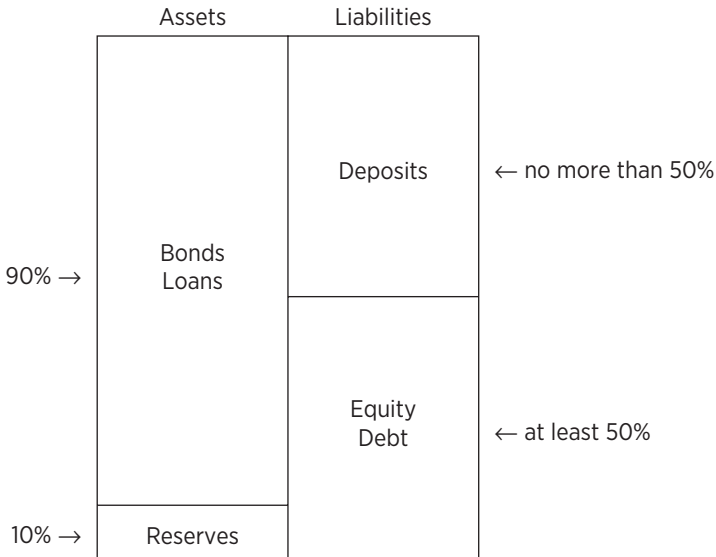 Assets
Liabilities
Deposits
← no more than 50%
Bonds
Loans
90% →
Equity
Debt
← at least 50%
10% →
Reserves